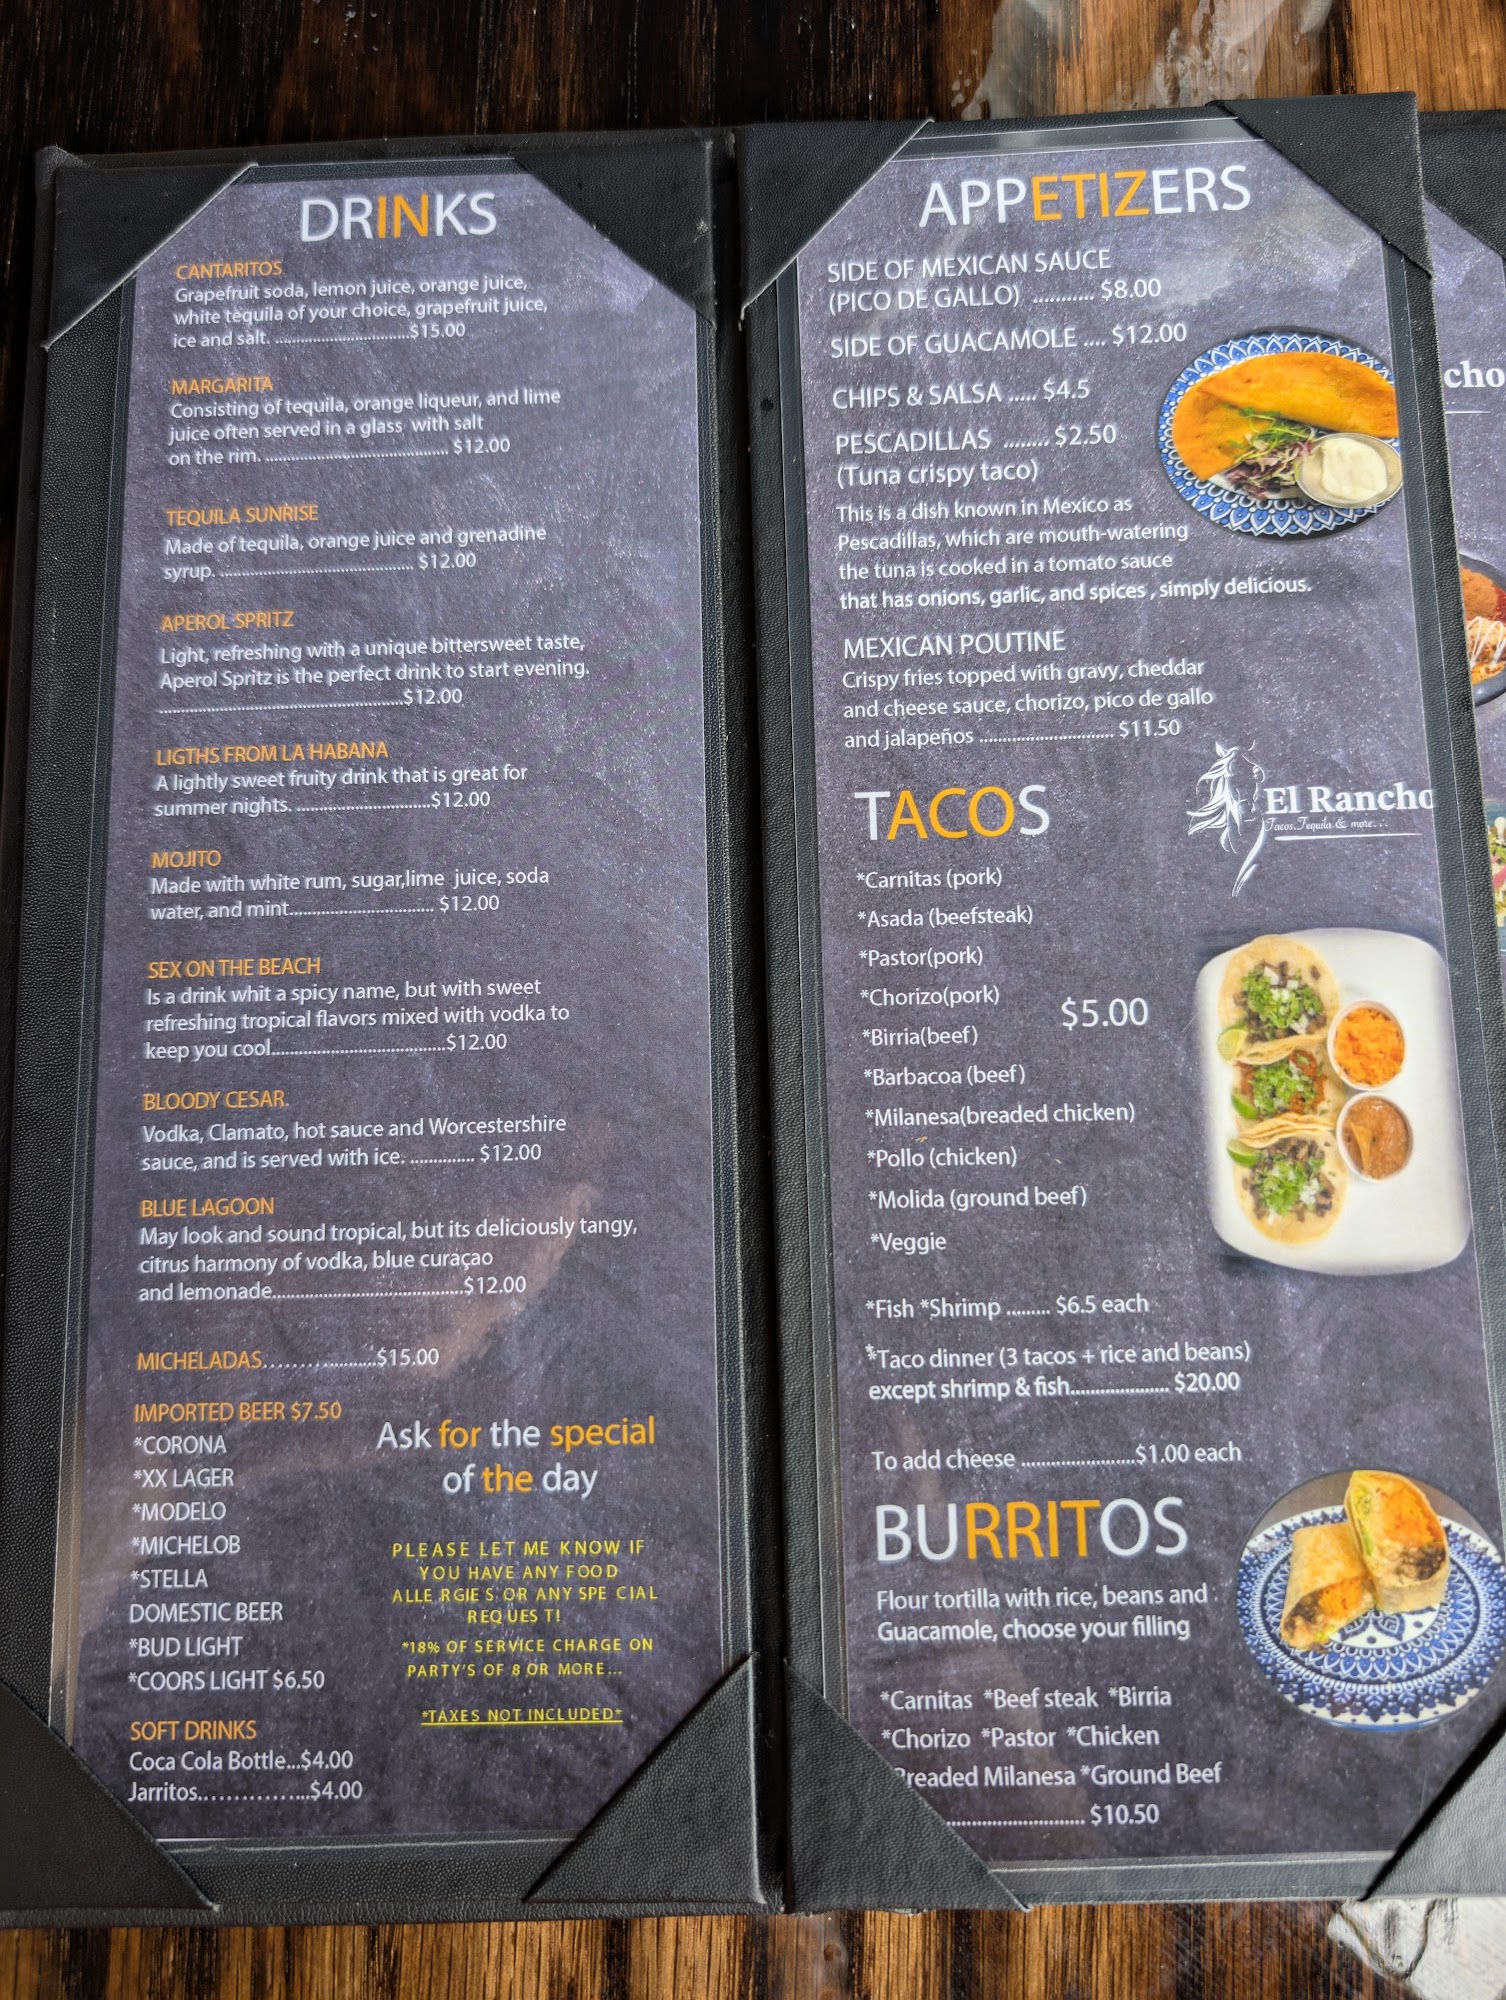 DRINKS
CANTARITOS
Grapefruit soda, lemon juice, orange juice,
white tequila of your choice, grapefruit juice,
ice and salt. ..............................$15.00
MARGARITA
Consisting of tequila, orange liqueur, and lime
juice often served in a glass with salt
on the rim. ........................................ $12.00
TEQUILA SUNRISE
Made of tequila, orange juice and grenadine
syrup. .......................................... $12.00
APEROL SPRITZ
Light, refreshing with a unique bittersweet taste,
Aperol Spritz is the perfect drink to start evening.
.....................................................$12.00
LIGTHS FROM LA HABANA
A lightly sweet fruity drink that is great for
summer nights. .............................$12.00
MOJITO
Made with white rum, sugar,lime juice, soda
water, and mint................................ $12.00
SEX ON THE BEACH
Is a drink whit a spicy name, but with sweet
refreshing tropical flavors mixed with vodka to
keep you cool.......................................$12.00
BLOODY CESAR.
Vodka, Clamato, hot sauce and Worcestershire
sauce, and is served with ice. .............. $12.00
BLUE LAGOON
May look and sound tropical, but its deliciously tangy,
citrus harmony of vodka, blue curaçao
and lemonade..........................................$12.00
MICHELADAS......................$15.00
IMPORTED BEER $7.50
*CORONA
*XX LAGER
*MODELO
*MICHELOB
*STELLA
DOMESTIC BEER
*BUD LIGHT
*COORS LIGHT $6.50
SOFT DRINKS
Coca Cola Bottle...$4.00
Jarritos...................$4.00
Ask for the special
of the day
PLEASE LET ME KNOW IF
YOU HAVE ANY FOOD
ALLERGIES OR ANY SPECIAL
REQUEST!
*18% OF SERVICE CHARGE ON
PARTY'S OF 8 OR MORE...
*TAXES NOT INCLUDED*
APPETIZERS
SIDE OF MEXICAN SAUCE
(PICO DE GALLO) ........... $8.00
SIDE OF GUACAMOLE .... $12.00
CHIPS & SALSA ..... $4.5
PESCADILLAS ........ $2.50
(Tuna crispy taco)
This is a dish known in Mexico as
Pescadillas, which are mouth-watering
the tuna is cooked in a tomato sauce
that has onions, garlic, and spices , simply delicious.
MEXICAN POUTINE
Crispy fries topped with gravy, cheddar
and cheese sauce, chorizo, pico de gallo
and jalapeños ............................. $11.50
El Rancho
Tacos, Tequila & more...
TACOS
*Carnitas (pork)
*Asada (beefsteak)
*Pastor(pork)
*Chorizo(pork)
$5.00
*Birria(beef)
*Barbacoa (beef)
*Milanesa(breaded chicken)
*Pollo (chicken)
*Molida (ground beef)
*Veggie
*Fish *Shrimp ......... $6.5 each
*Taco dinner (3 tacos + rice and beans)
except shrimp & fish...................... $20.00
To add cheese .........................$1.00 each
BURRITOS
Flour tortilla with rice, beans and
Guacamole, choose your filling
*Carnitas *Beef steak *Birria
*Chorizo *Pastor *Chicken
Breaded Milanesa *Ground Beef
.............................. $10.50
cho